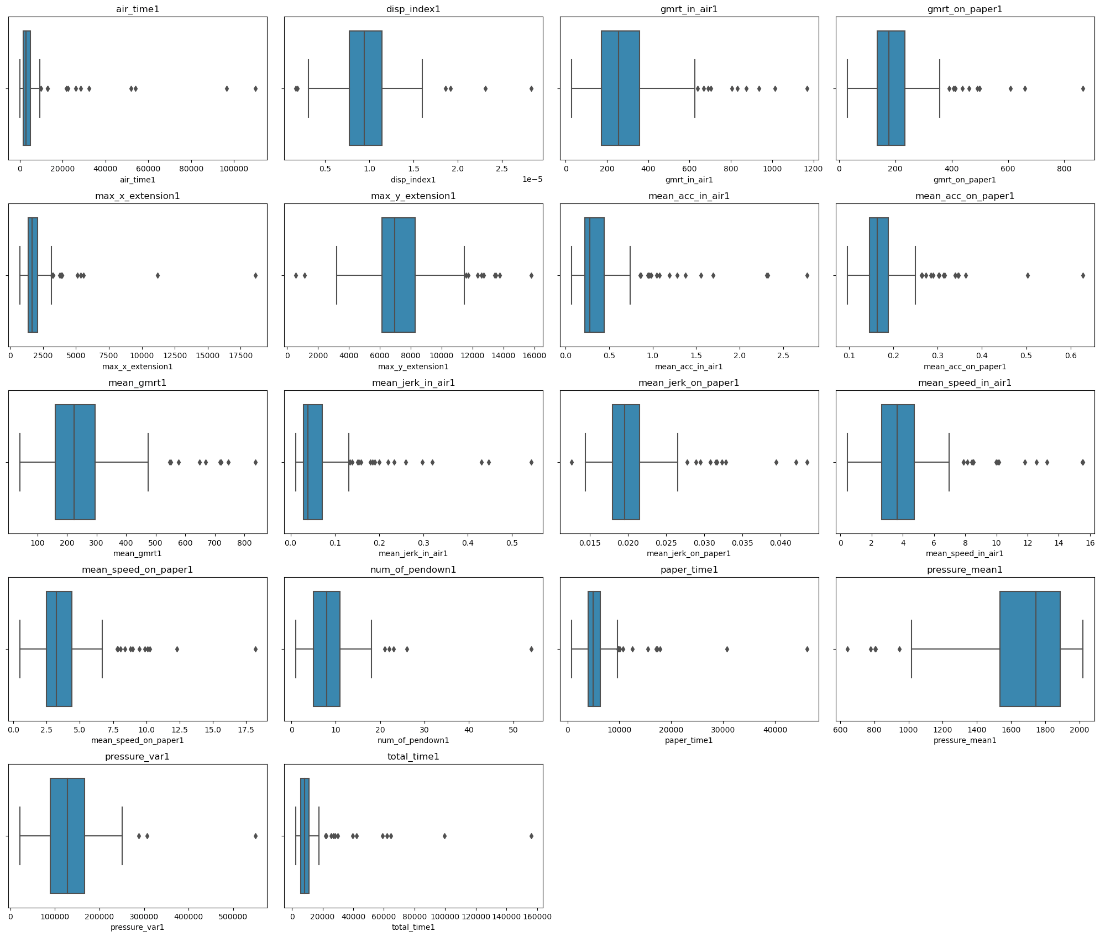 air_time1 disp_index1 gmrt_in_air1 gmrt_on_paper1
0 20000 40000 60000 80000 100000 0.5 1.0 1.5 2.0 2.5 0 200 400 600 800 1000 1200 0 200 400 600 800
1e−5
air_time1 disp_index1 gmrt_in_air1 gmrt_on_paper1
max_x_extension1 max_y_extension1 mean_acc_in_air1 mean_acc_on_paper1
0 2500 5000 7500 10000 12500 15000 17500 0 2000 4000 6000 8000 10000 12000 14000 16000 0.0 0.5 1.0 1.5 2.0 2.5 0.1 0.2 0.3 0.4 0.5 0.6
max_x_extension1 max_y_extension1 mean_acc_in_air1 mean_acc_on_paper1
mean_gmrt1 mean_jerk_in_air1 mean_jerk_on_paper1 mean_speed_in_air1
100 200 300 400 500 600 700 800 0.0 0.1 0.2 0.3 0.4 0.5 0.015 0.020 0.025 0.030 0.035 0.040 0 2 4 6 8 10 12 14 16
mean_gmrt1 mean_jerk_in_air1 mean_jerk_on_paper1 mean_speed_in_air1
mean_speed_on_paper1 num_of_pendown1 paper_time1 pressure_mean1
0.0 2.5 5.0 7.5 10.0 12.5 15.0 17.5 0 10 20 30 40 50 0 10000 20000 30000 40000 600 800 1000 1200 1400 1600 1800 2000
mean_speed_on_paper1 num_of_pendown1 paper_time1 pressure_mean1
pressure_var1 total_time1
0 100000 200000 300000 400000 500000 0 20000 40000 60000 80000 100000 120000 140000 160000
pressure_var1 total_time1